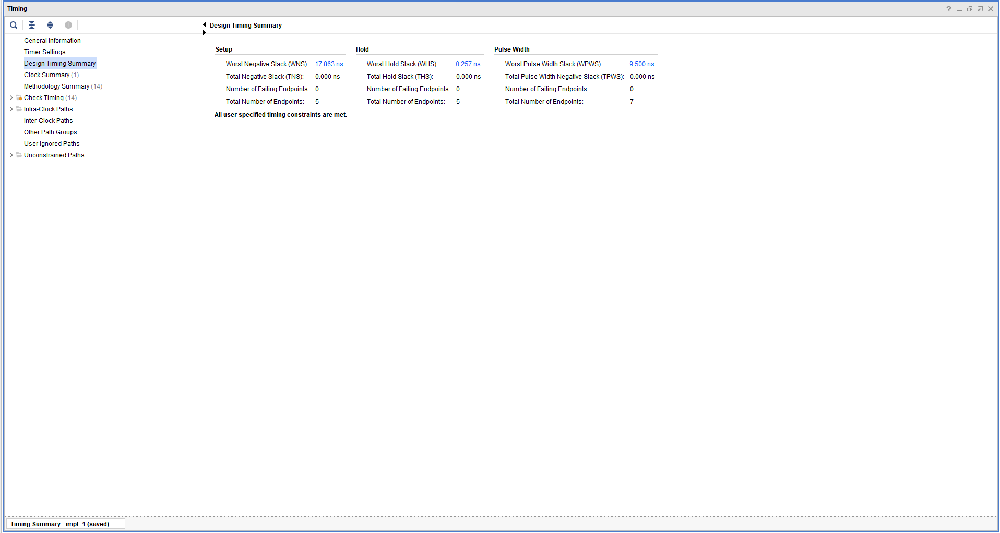 Timing
Design Timing Summary
General Information
Timer Settings
Design Timing Summary
Clock Summary (1)
Methodology Summary (14)
Check Timing (14)
Intra-Clock Paths
Inter-Clock Paths
Other Path Groups
User Ignored Paths
Unconstrained Paths
Setup
Worst Negative Slack (WNS): 17.863 ns
Total Negative Slack (TNS): 0.000 ns
Number of Failing Endpoints: 0
Total Number of Endpoints: 5
Hold
Worst Hold Slack (WHS): 0.257 ns
Total Hold Slack (THS): 0.000 ns
Number of Failing Endpoints: 0
Total Number of Endpoints: 5
Pulse Width
Worst Pulse Width Slack (WPWS): 9.500 ns
Total Pulse Width Negative Slack (TPWS): 0.000 ns
Number of Failing Endpoints: 0
Total Number of Endpoints: 7
All user specified timing constraints are met.
Timing Summary - impl_1 (saved)